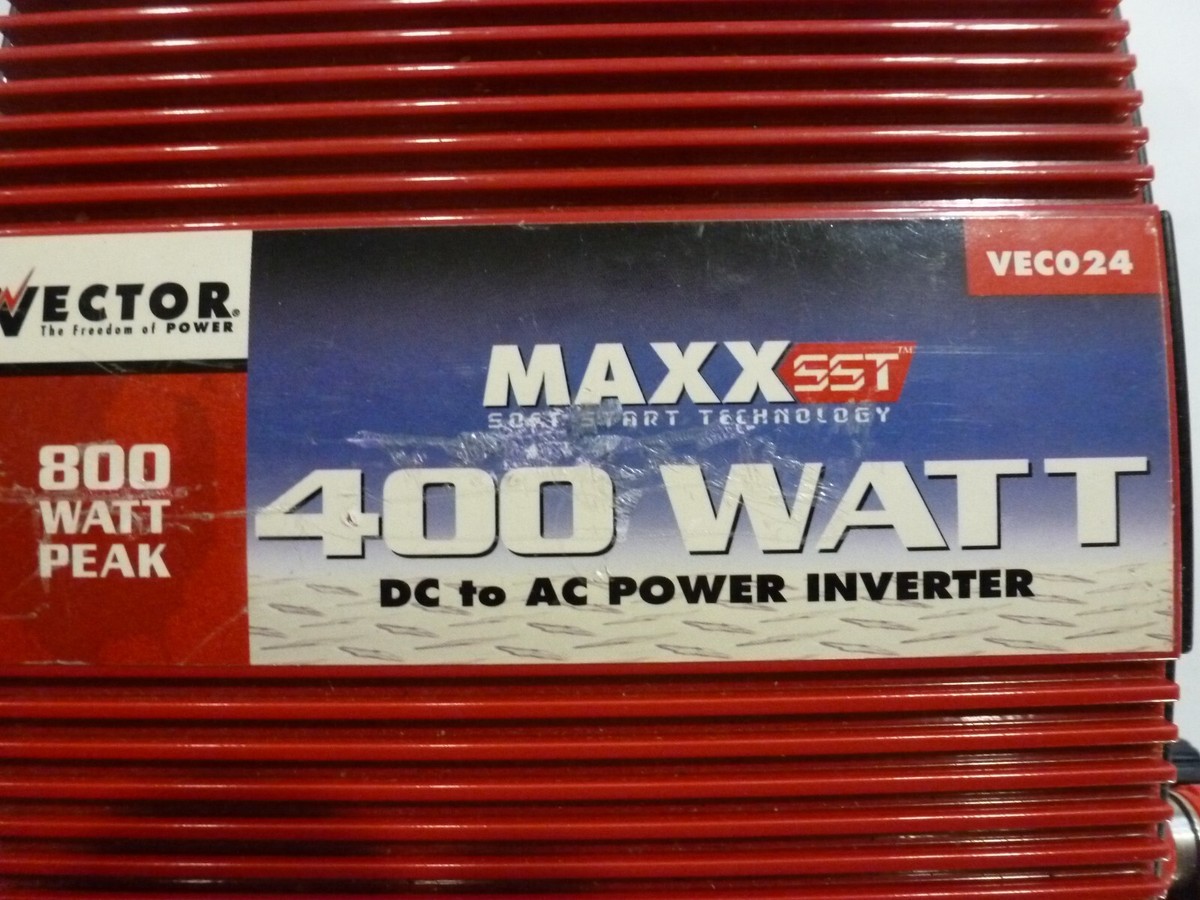 VECTOR®
The Freedom of POWER
800
WATT
PEAK
VEC024
MAXX SST™
SOFT START TECHNOLOGY
400 WATT
DC to AC POWER INVERTER